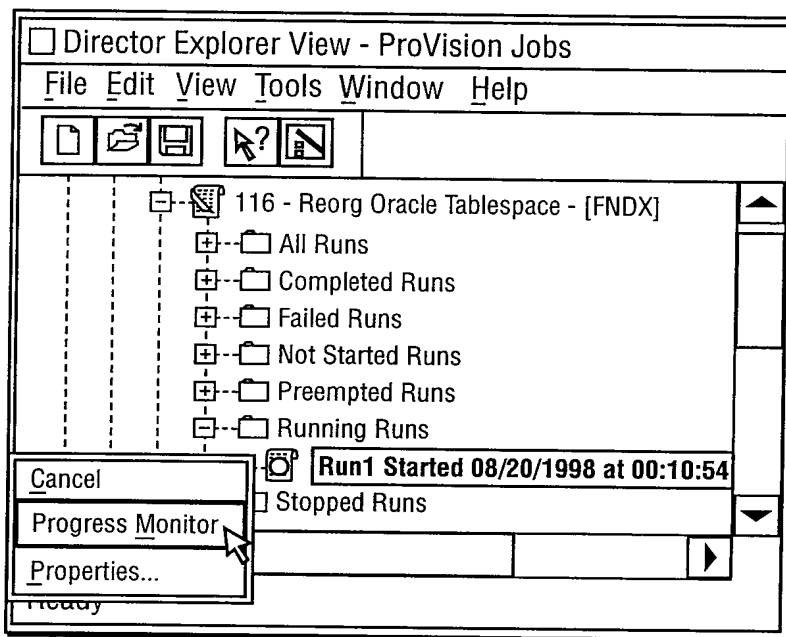 Director Explorer View - ProVision Jobs
File Edit View Tools Window Help
?
116 - Reorg Oracle Tablespace - [FNDX]
All Runs
Completed Runs
Failed Runs
Not Started Runs
Preempted Runs
Running Runs
Run1 Started 08/20/1998 at 00:10:54
Stopped Runs
Cancel
Progress Monitor
Properties...
Ready